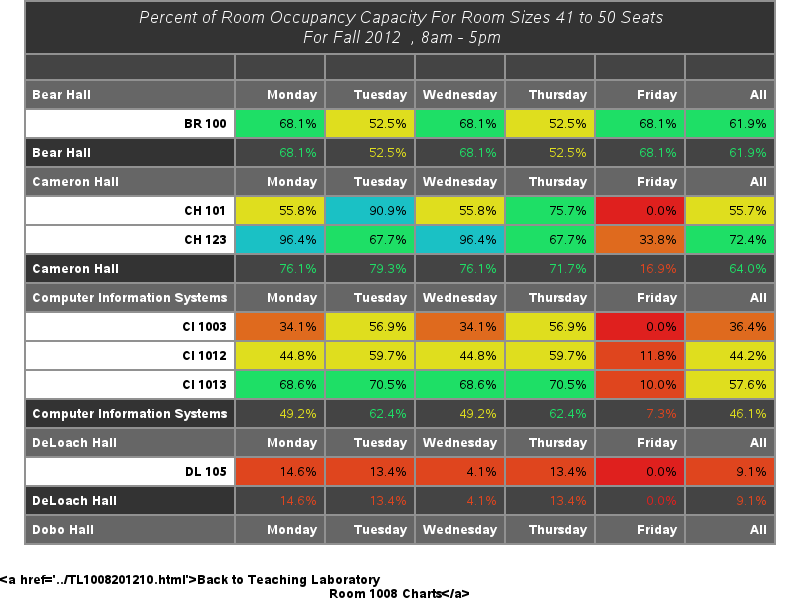 Percent of Room Occupancy Capacity For Room Sizes 41 to 50 Seats
For Fall 2012 , 8am - 5pm
Bear Hall Monday Tuesday Wednesday Thursday Friday All
BR 100 68.1% 52.5% 68.1% 52.5% 68.1% 61.9%
Bear Hall 68.1% 52.5% 68.1% 52.5% 68.1% 61.9%
Cameron Hall Monday Tuesday Wednesday Thursday Friday All
CH 101 55.8% 90.9% 55.8% 75.7% 0.0% 55.7%
CH 123 96.4% 67.7% 96.4% 67.7% 33.8% 72.4%
Cameron Hall 76.1% 79.3% 76.1% 71.7% 16.9% 64.0%
Computer Information Systems Monday Tuesday Wednesday Thursday Friday All
CI 1003 34.1% 56.9% 34.1% 56.9% 0.0% 36.4%
CI 1012 44.8% 59.7% 44.8% 59.7% 11.8% 44.2%
CI 1013 68.6% 70.5% 68.6% 70.5% 10.0% 57.6%
Computer Information Systems 49.2% 62.4% 49.2% 62.4% 7.3% 46.1%
DeLoach Hall Monday Tuesday Wednesday Thursday Friday All
DL 105 14.6% 13.4% 4.1% 13.4% 0.0% 9.1%
DeLoach Hall 14.6% 13.4% 4.1% 13.4% 0.0% 9.1%
Dobo Hall Monday Tuesday Wednesday Thursday Friday All
&lt;a href='../TL1008201210.html'&gt;Back to Teaching Laboratory
Room 1008 Charts&lt;/a&gt;